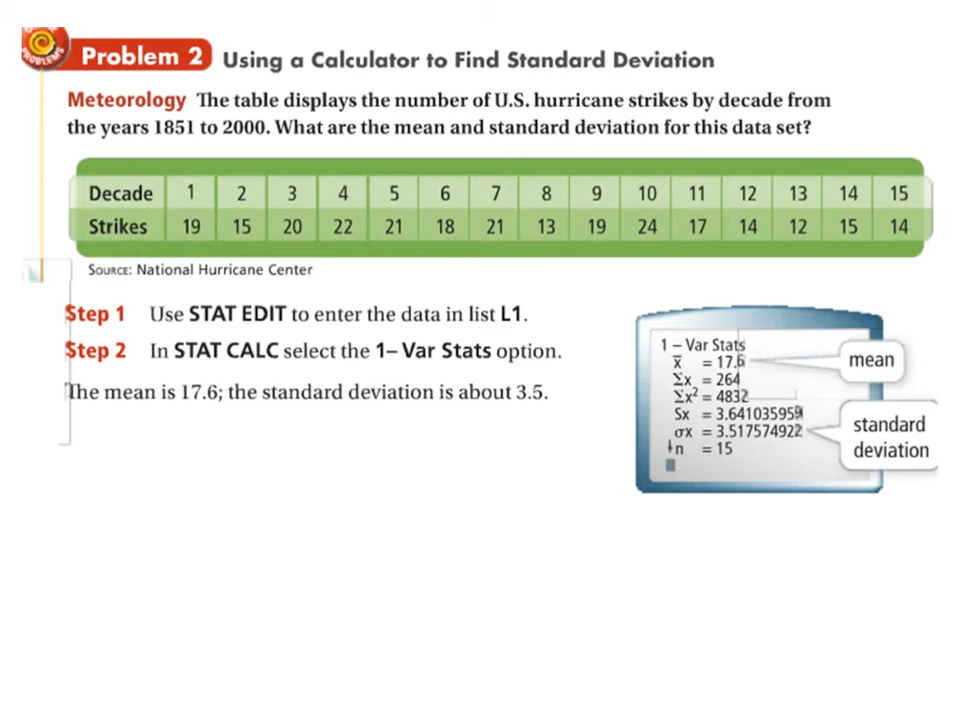 PROBLEMS
Problem 2 Using a Calculator to Find Standard Deviation
Meteorology The table displays the number of U.S. hurricane strikes by decade from
the years 1851 to 2000. What are the mean and standard deviation for this data set?
Decade 1 2 3 4 5 6 7 8 9 10 11 12 13 14 15
Strikes 19 15 20 22 21 18 21 13 19 24 17 14 12 15 14
SOURCE: National Hurricane Center
Step 1 Use STAT EDIT to enter the data in list L1.
Step 2 In STAT CALC select the 1–Var Stats option.
The mean is 17.6; the standard deviation is about 3.5.
1 – Var Stats
x̅ = 17.6
Σx = 264
Σx² = 4832
Sx = 3.641035959
σx = 3.517574922
↓n = 15
mean
standard
deviation